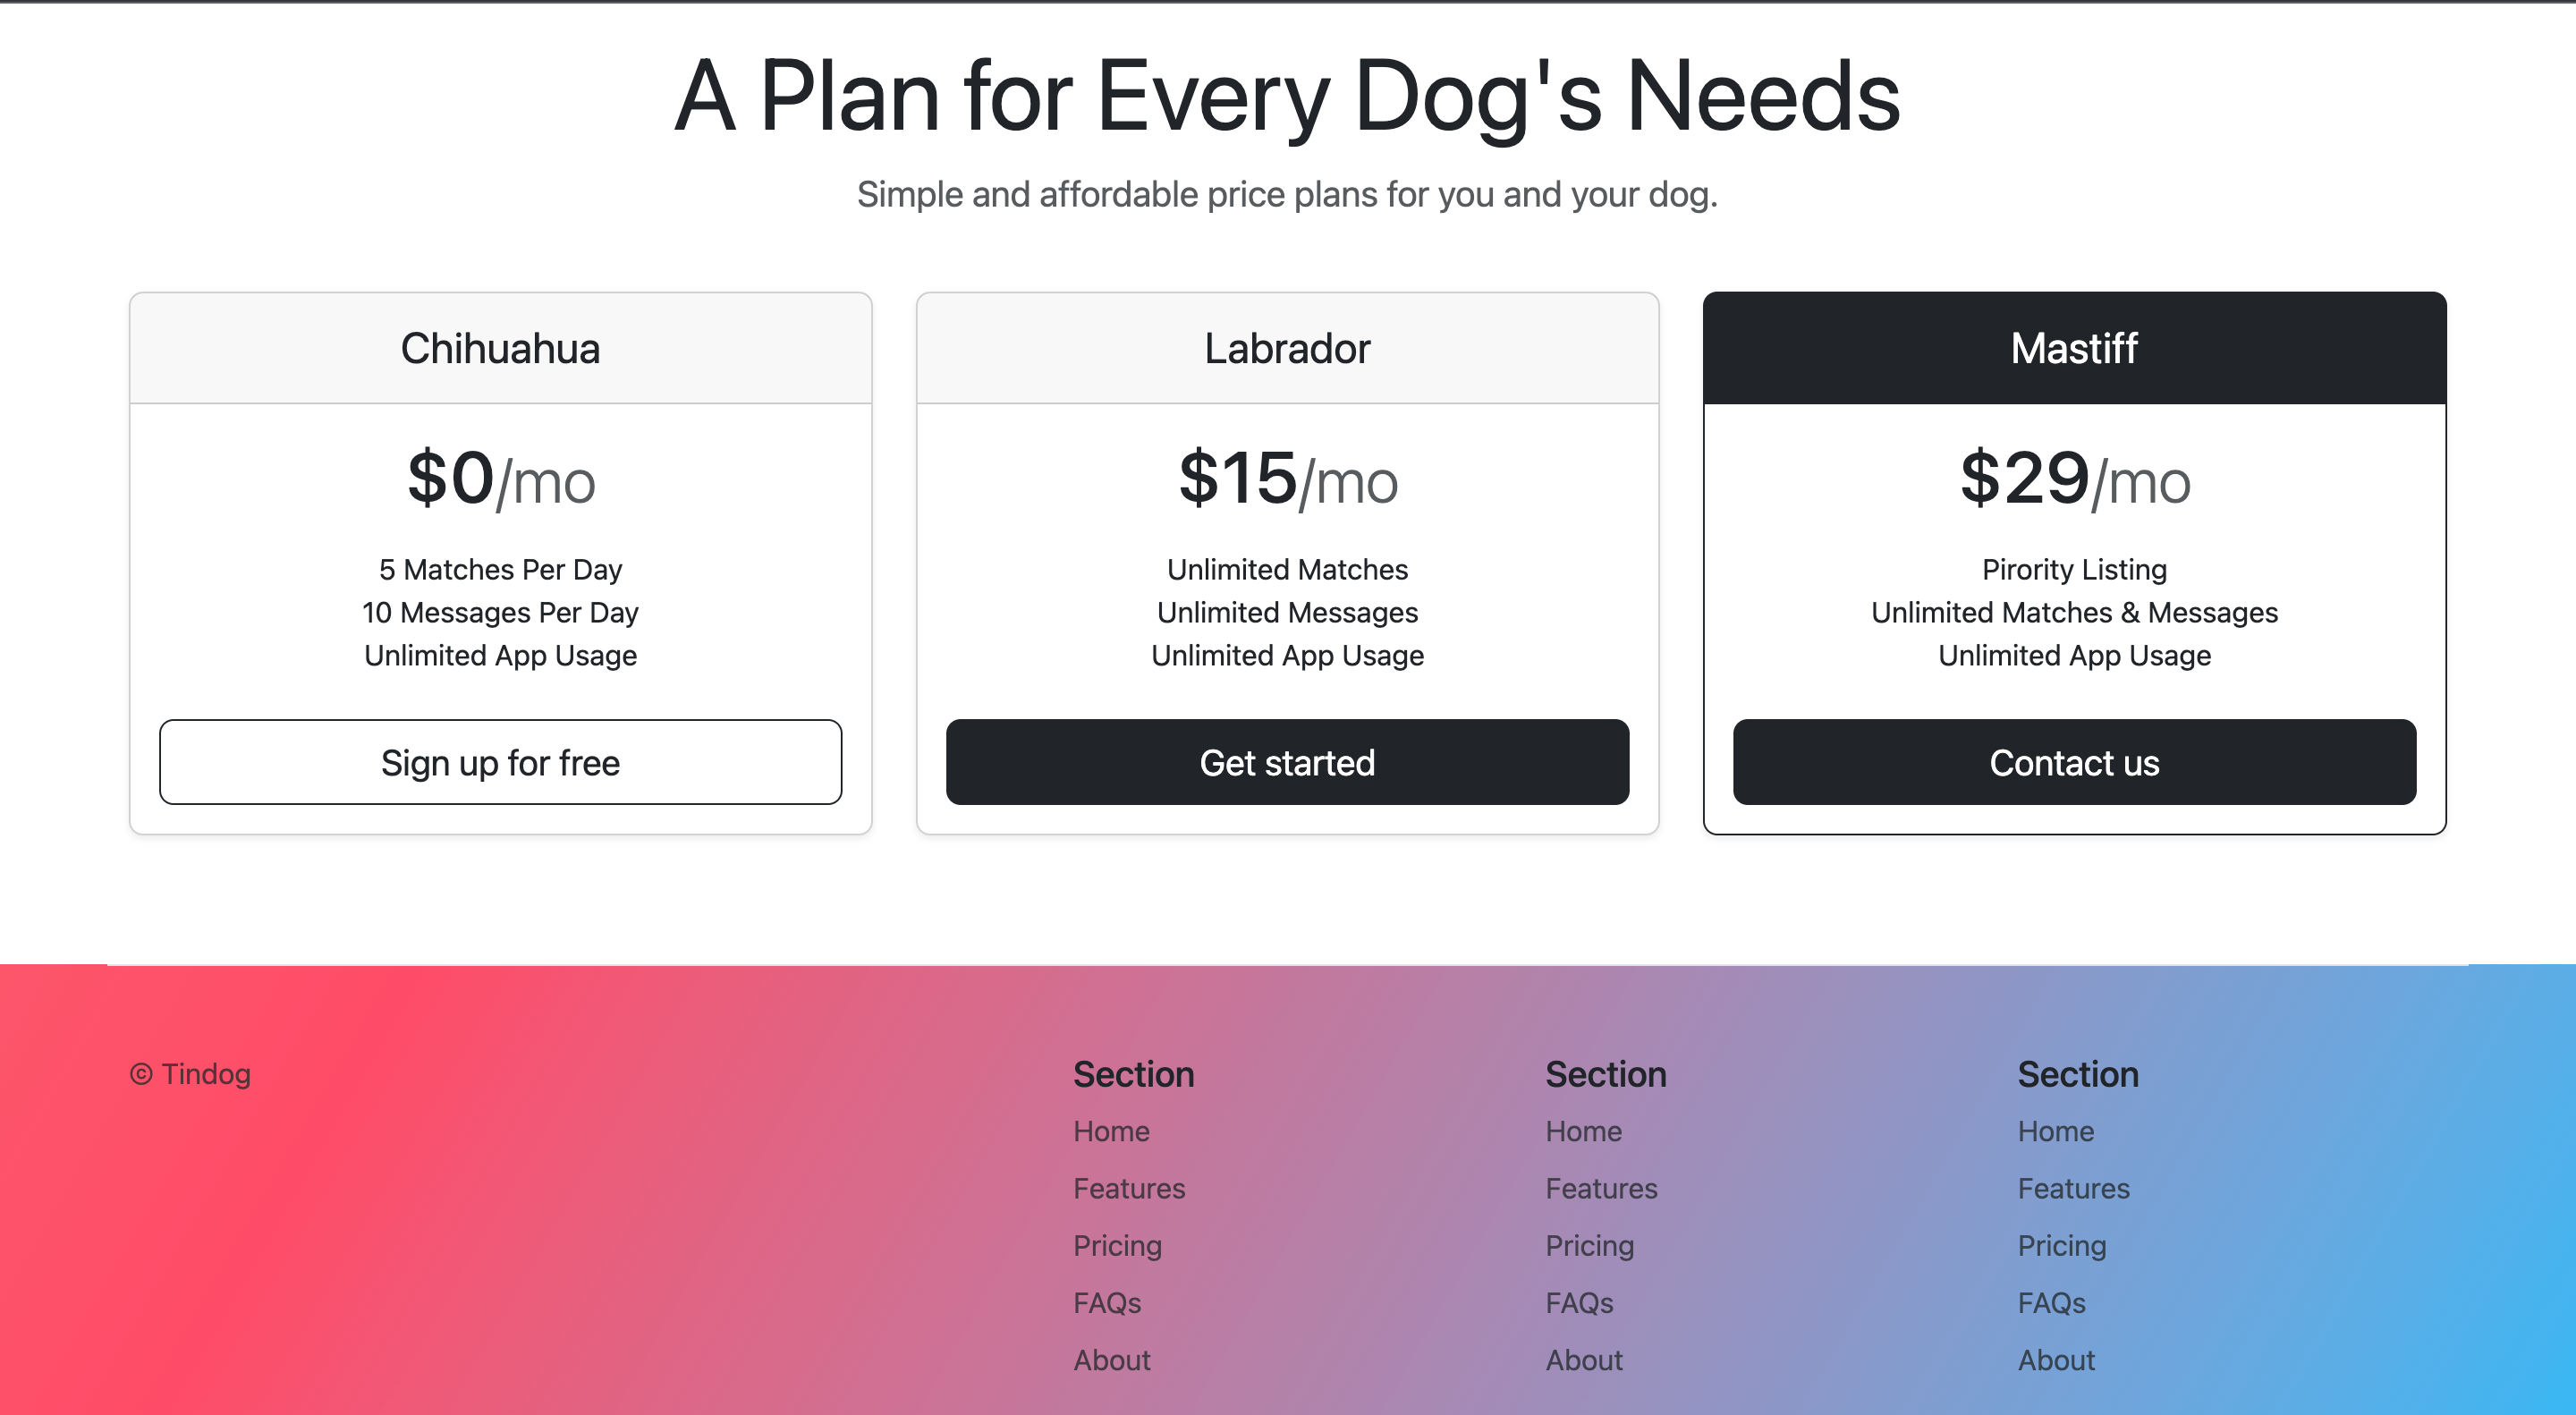 A Plan for Every Dog's Needs
Simple and affordable price plans for you and your dog.
Chihuahua
$0/mo
5 Matches Per Day
10 Messages Per Day
Unlimited App Usage
Sign up for free
Labrador
$15/mo
Unlimited Matches
Unlimited Messages
Unlimited App Usage
Get started
Mastiff
$29/mo
Pirority Listing
Unlimited Matches & Messages
Unlimited App Usage
Contact us
© Tindog
Section
Home
Features
Pricing
FAQs
About
Section
Home
Features
Pricing
FAQs
About
Section
Home
Features
Pricing
FAQs
About